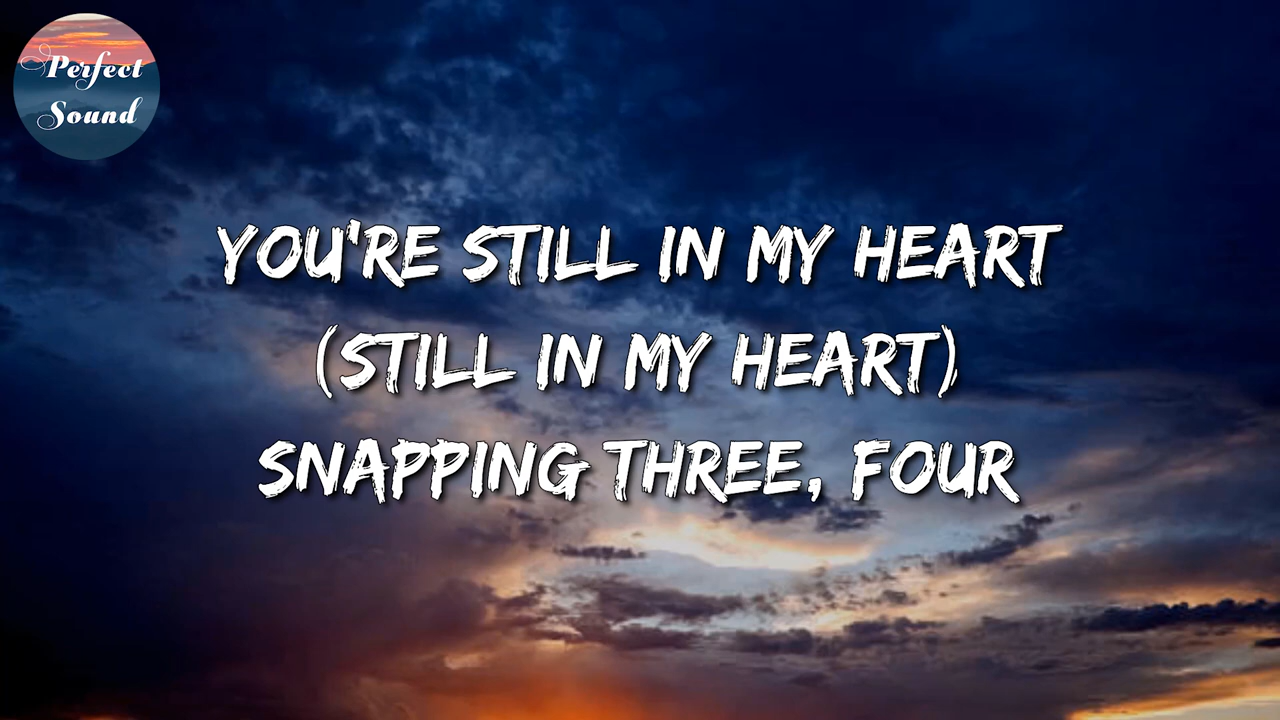 Perfect
Sound
YOU'RE STILL IN MY HEART
(STILL IN MY HEART)
SNAPPING THREE, FOUR